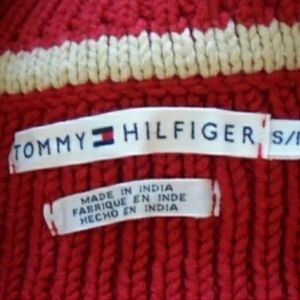 TOMMY HILFIGER
MADE IN INDIA
FABRIQUE EN INDE
HECHO EN INDIA